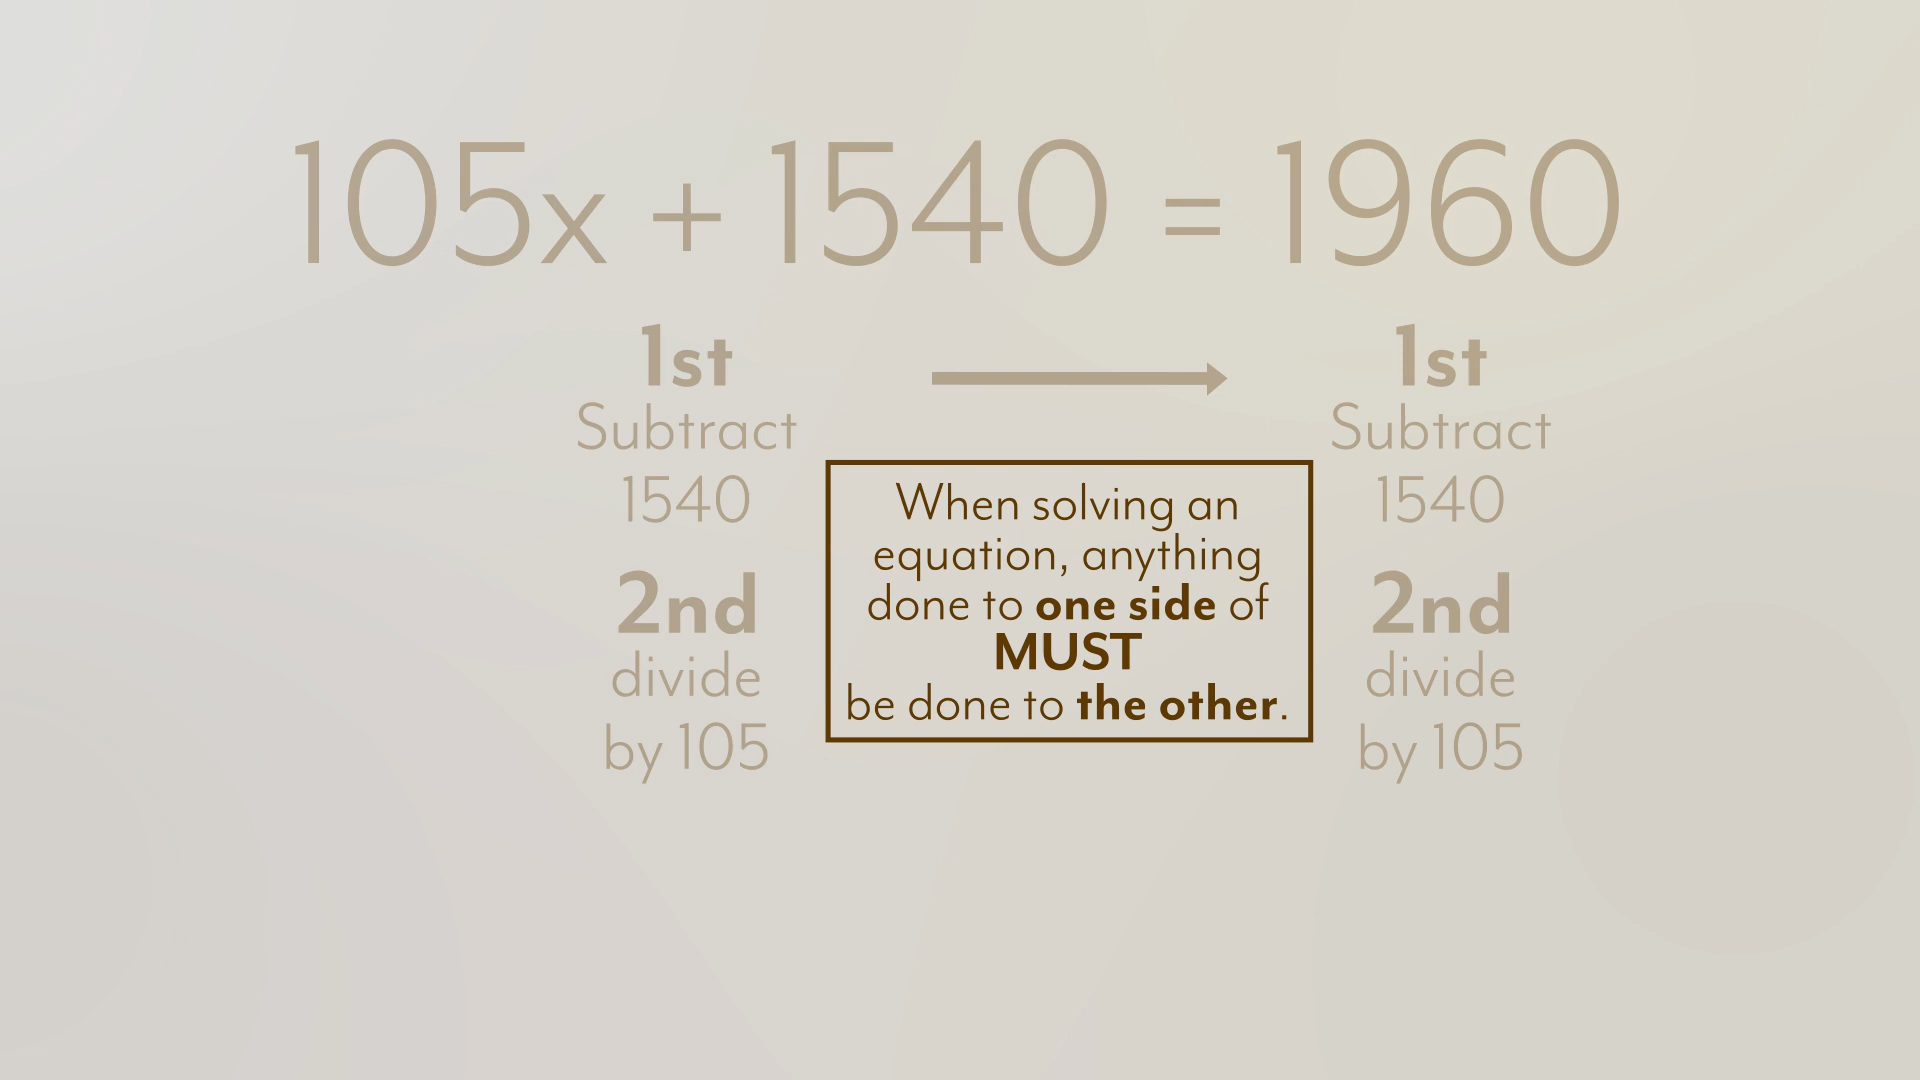 105x + 1540 = 1960
1st
Subtract
1540
2nd
divide
by 105
When solving an
equation, anything
done to one side of
MUST
be done to the other.
1st
Subtract
1540
2nd
divide
by 105